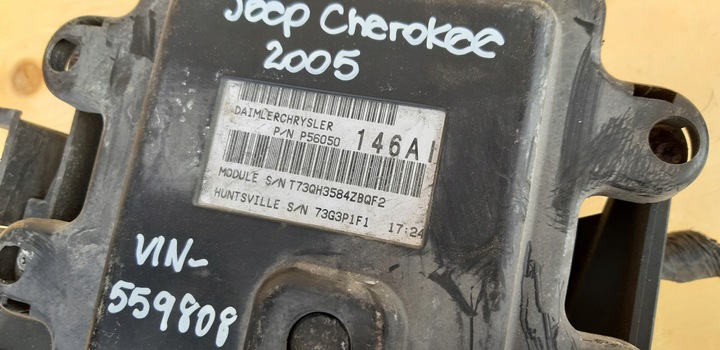 Jeep Cherokee
2005
DAIMLERCHRYSLER
P/N P56050 146AI
MODULE S/N T73QH3584ZBQF2
HUNTSVILLE S/N 73G3P1F1 17:24
VIN-
559808